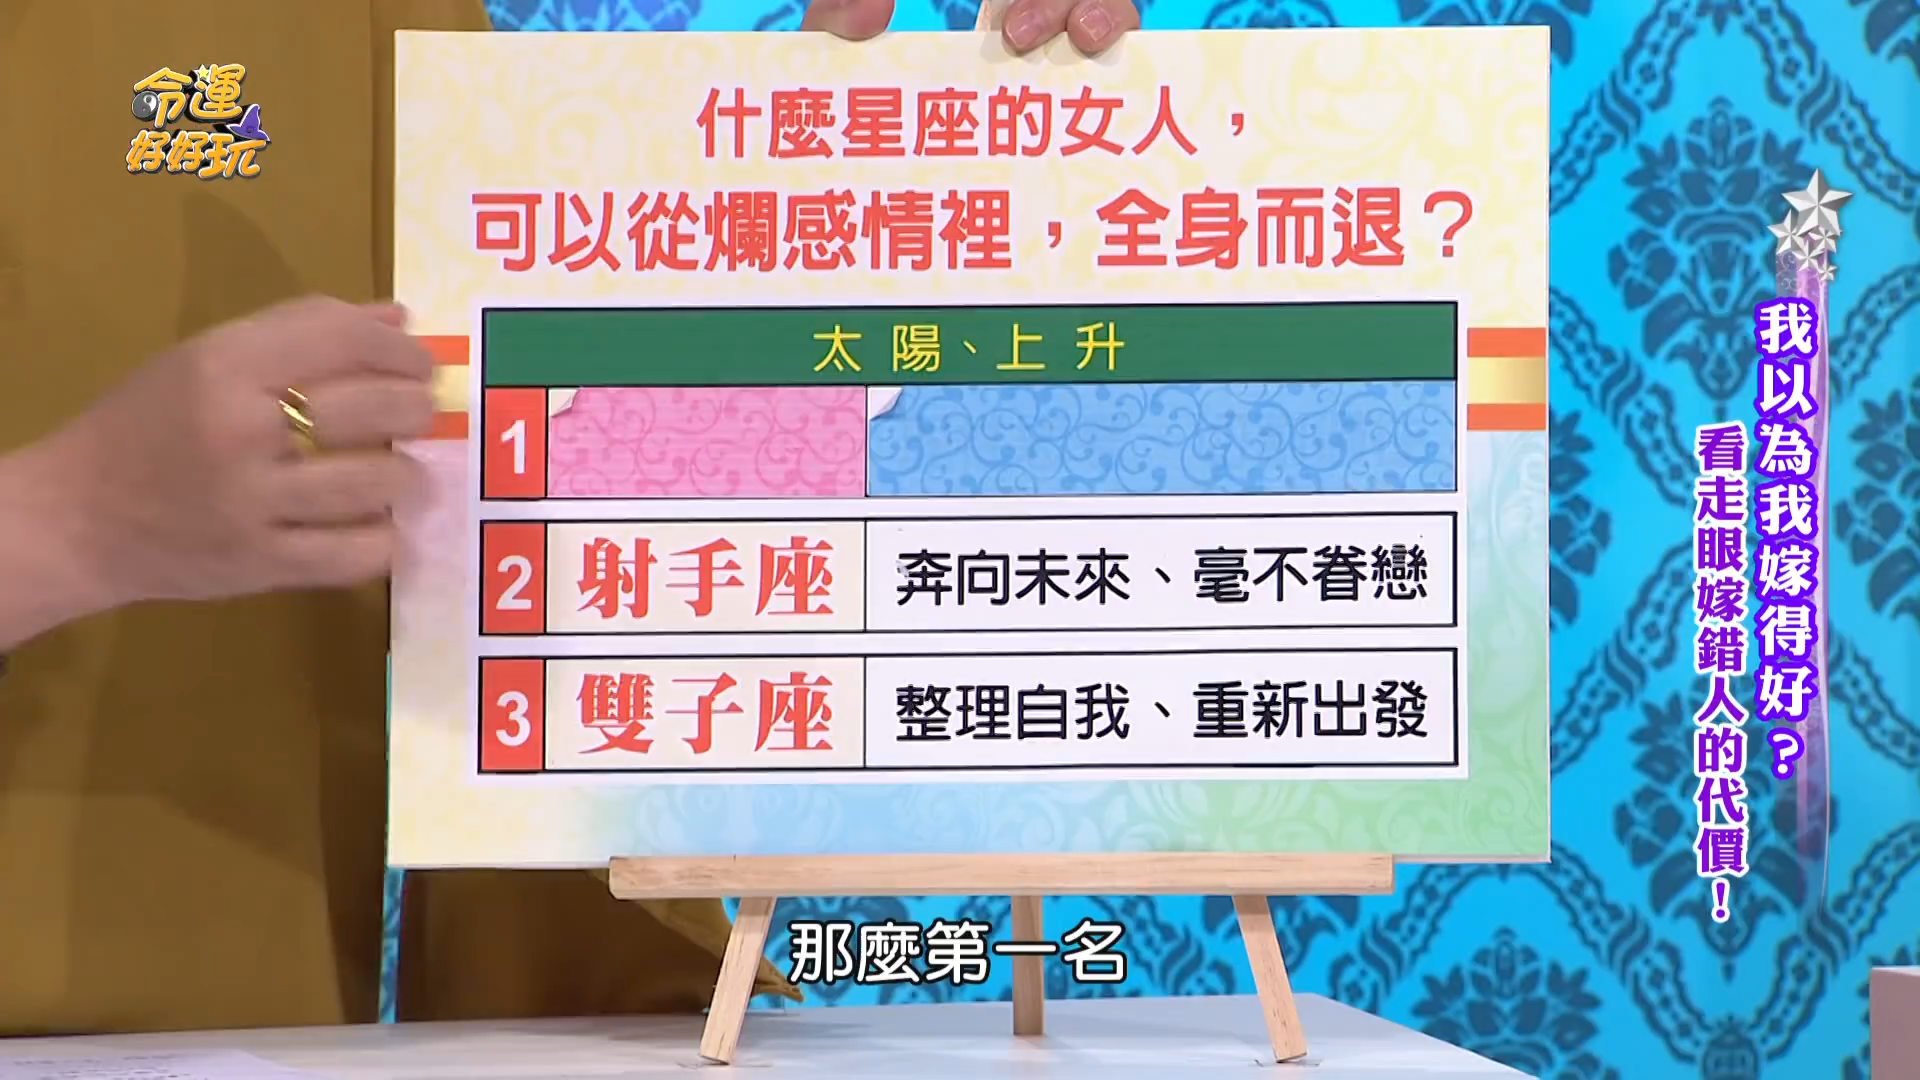 命運
好好玩
什麼星座的女人，
可以從爛感情裡，全身而退？
太陽、上升
1
2 射手座 奔向未來、毫不眷戀
3 雙子座 整理自我、重新出發
我以為我嫁得好？
看走眼嫁錯人的代價！
那麼第一名